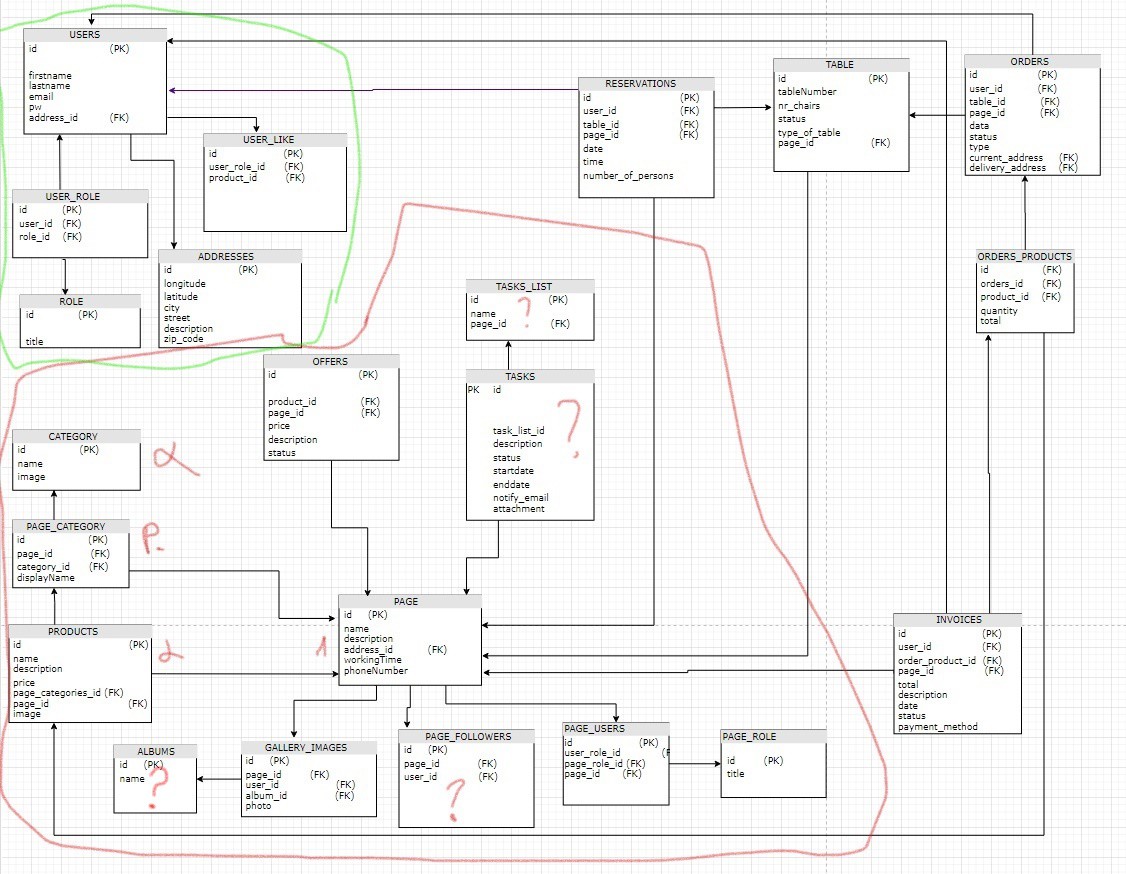 USERS
id (PK)
firstname
lastname
email
pw
address_id (FK)
USER_LIKE
id (PK)
user_role_id (FK)
product_id (FK)
USER_ROLE
id (PK)
user_id (FK)
role_id (FK)
ROLE
id (PK)
title
ADDRESSES
id (PK)
longitude
latitude
city
street
description
zip_code
RESERVATIONS
id (PK)
user_id (FK)
table_id (FK)
page_id (FK)
date
time
number_of_persons
TABLE
id (PK)
tableNumber
nr_chairs
status
type_of_table
page_id (FK)
ORDERS
id (PK)
user_id (FK)
table_id (FK)
page_id (FK)
data
status
type
current_address (FK)
delivery_address (FK)
ORDERS_PRODUCTS
id (FK)
orders_id (FK)
product_id (FK)
quantity
total
TASKS_LIST
id (PK)
name
page_id (FK)
?
TASKS
PK id
task_list_id
description
status
startdate
enddate
notify_email
attachment
?
OFFERS
id (PK)
product_id (FK)
page_id (FK)
price
description
status
CATEGORY
id (PK)
name
image
PAGE_CATEGORY
id (PK)
page_id (FK)
category_id (FK)
displayName
P.
PRODUCTS
id (PK)
name
description
price
page_categories_id (FK)
page_id (FK)
image
PAGE
id (PK)
name
description
address_id (FK)
workingTime
phoneNumber
1
INVOICES
id (PK)
user_id (FK)
order_product_id (FK)
page_id (FK)
total
description
date
status
payment_method
ALBUMS
id (PK)
name
?
GALLERY_IMAGES
id (PK)
page_id (FK)
user_id (FK)
album_id (FK)
photo
PAGE_FOLLOWERS
id (PK)
page_id (FK)
user_id (FK)
?
PAGE_USERS
id (PK)
user_role_id (F
page_role_id (FK)
page_id (FK)
PAGE_ROLE
id (PK)
title